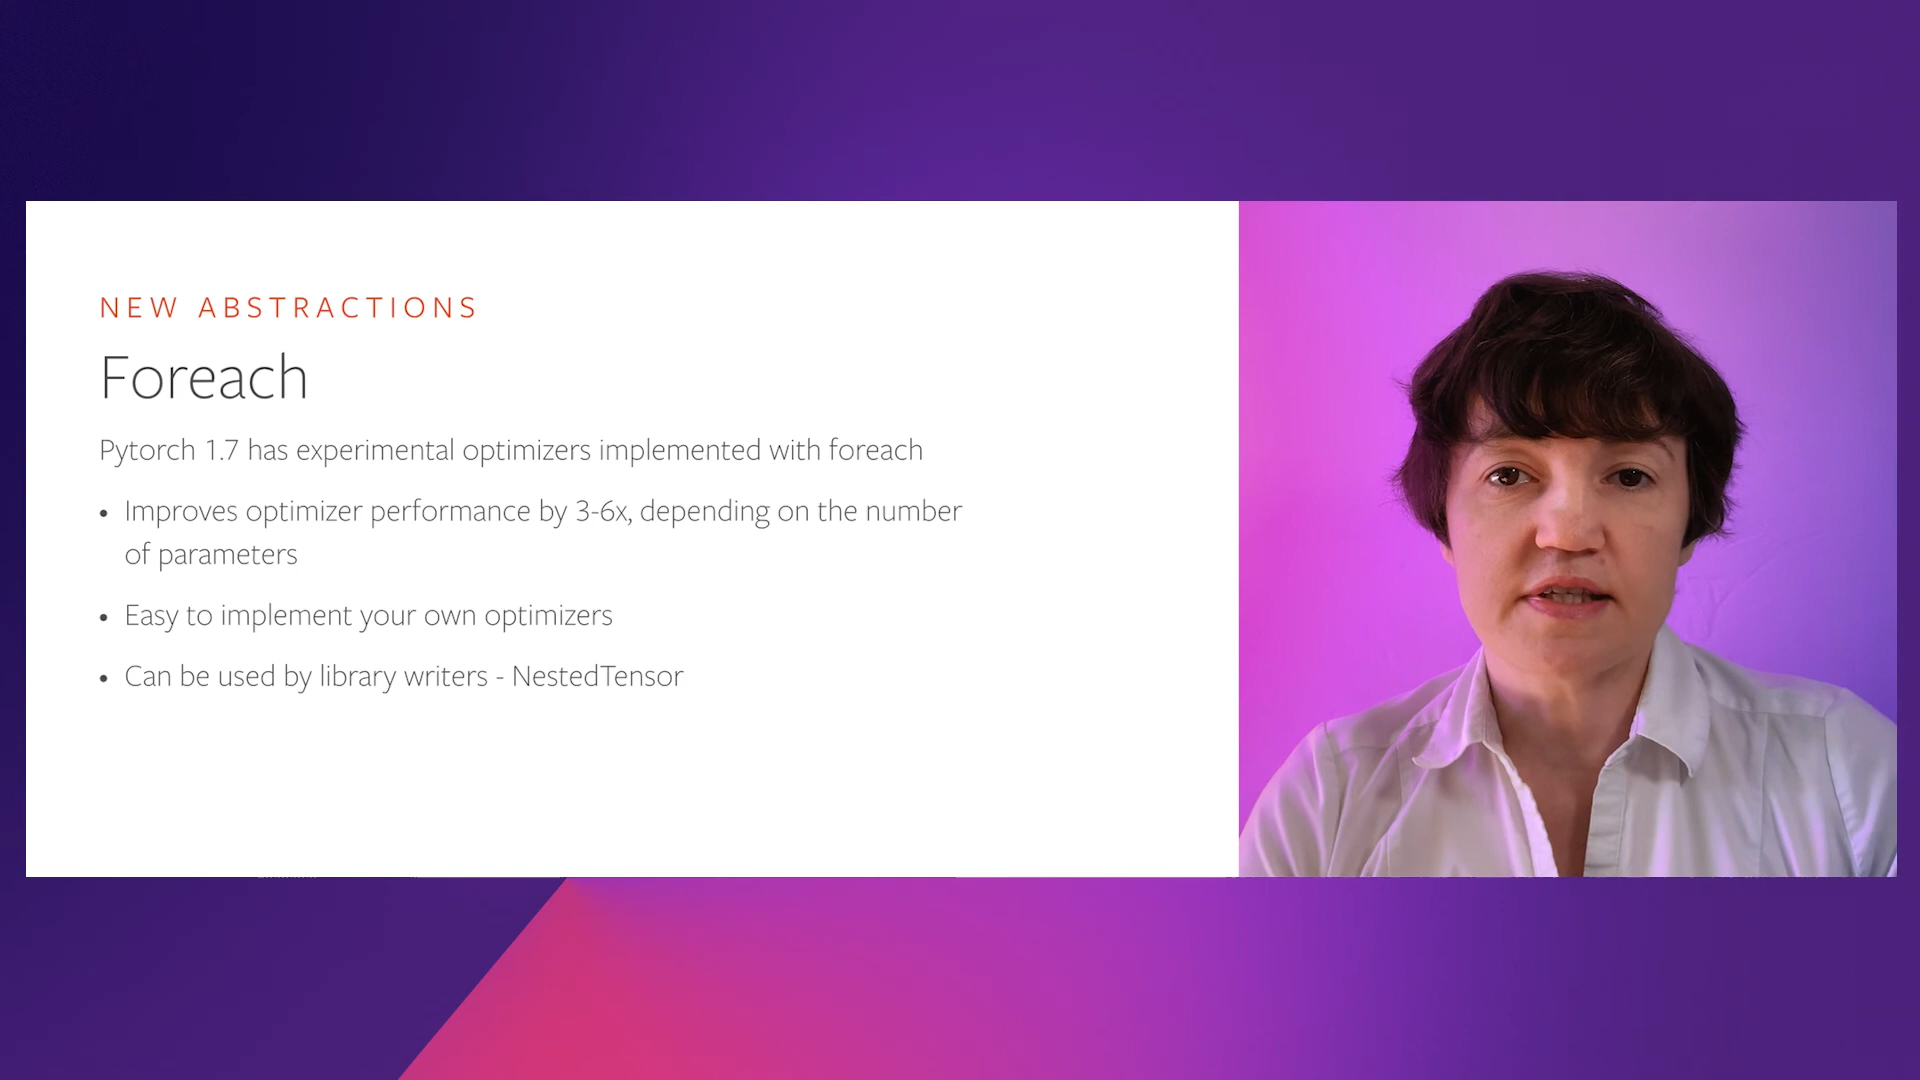 NEW ABSTRACTIONS
Foreach
Pytorch 1.7 has experimental optimizers implemented with foreach
• Improves optimizer performance by 3-6x, depending on the number
of parameters
• Easy to implement your own optimizers
• Can be used by library writers - NestedTensor